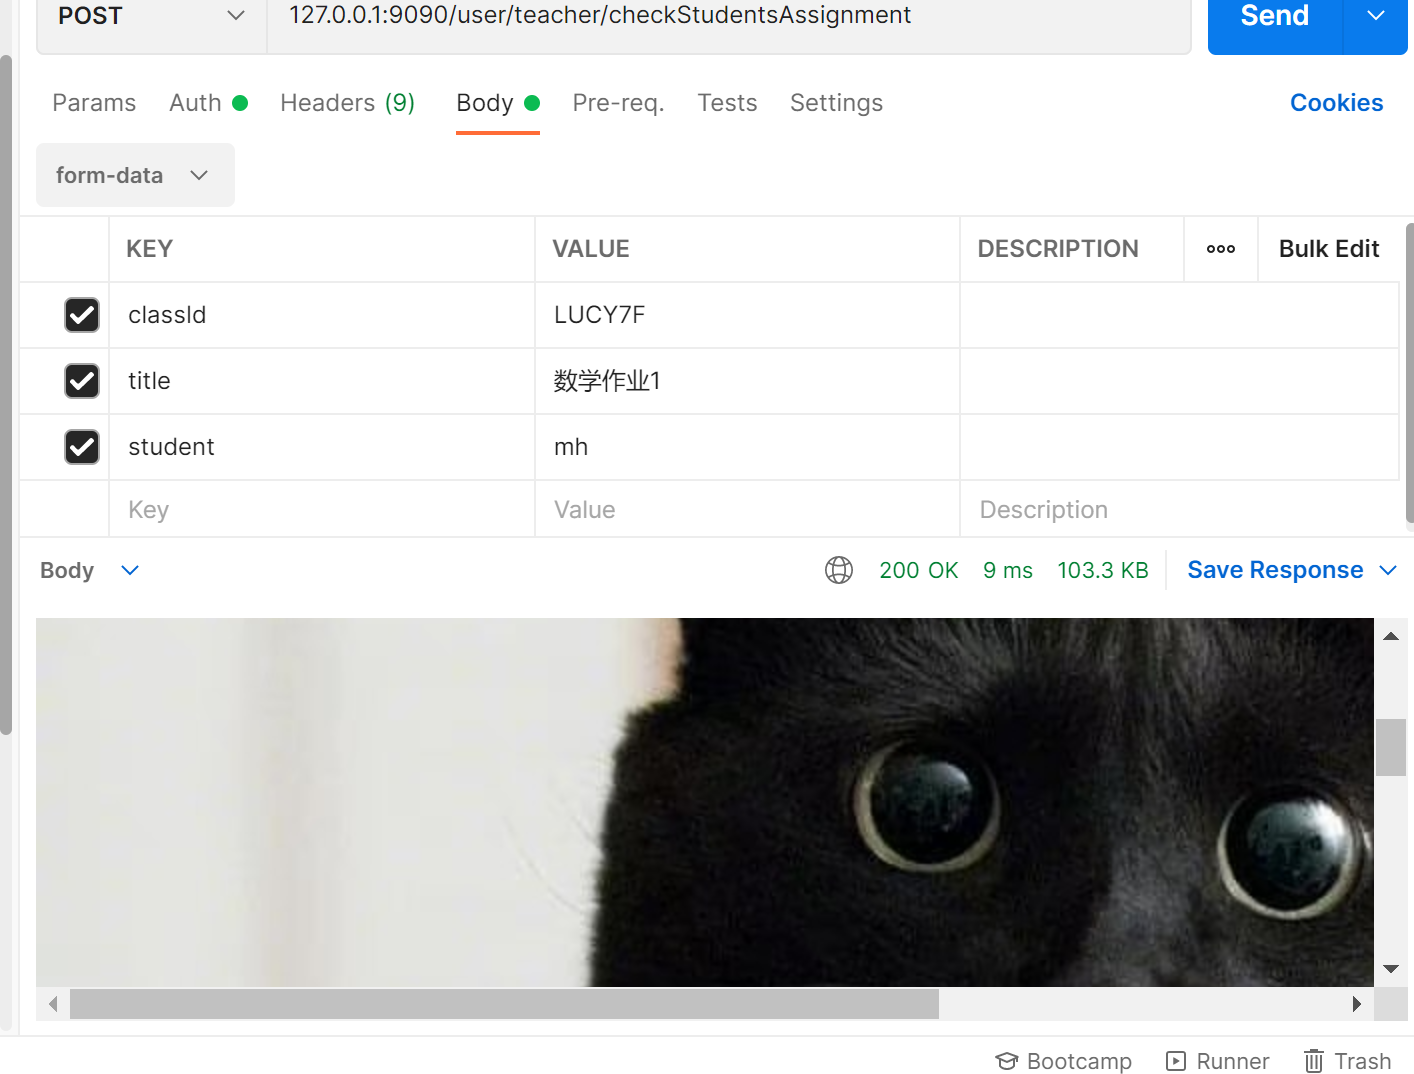 POST 127.0.0.1:9090/user/teacher/checkStudentsAssignment Send
Params Auth Headers (9) Body Pre-req. Tests Settings Cookies
form-data
KEY VALUE DESCRIPTION Bulk Edit
classId LUCY7F
title 数学作业1
student mh
Key Value Description
Body 200 OK 9 ms 103.3 KB Save Response
Bootcamp Runner Trash